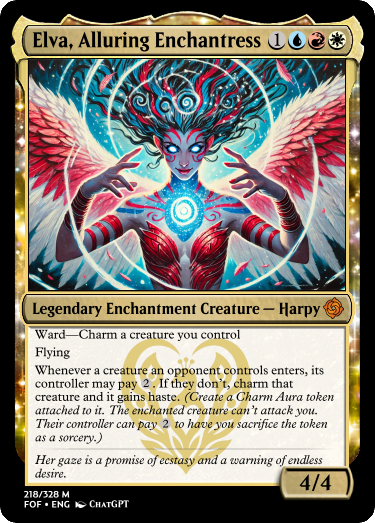 Elva, Alluring Enchantress 1
Legendary Enchantment Creature — Harpy
Ward—Charm a creature you control
Flying
Whenever a creature an opponent controls enters, its
controller may pay 2. If they don't, charm that
creature and it gains haste. (Create a Charm Aura token
attached to it. The enchanted creature can't attack you.
Their controller can pay 2 to have you sacrifice the token
as a sorcery.)
Her gaze is a promise of ecstasy and a warning of endless
desire.
4/4
218/328 M
FOF • ENG ChatGPT